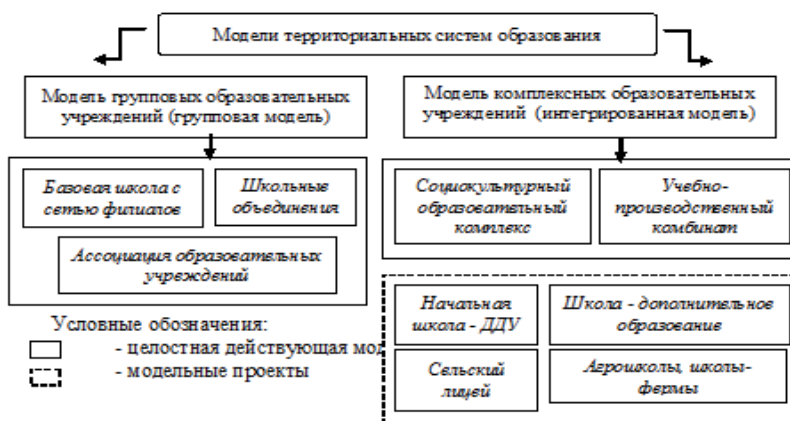 Модели территориальных систем образования
Модель групповых образовательных
учреждений (групповая модель)
Модель комплексных образовательных
учреждений (интегрированная модель)
Базовая школа с
сетью филиалов
Школьные
объединения
Ассоциация образовательных
учреждений
Социокультурный
образовательный
комплекс
Учебно-
производственный
комбинат
Начальная
школа - ДДУ
Школа - дополнительное
образование
Сельский
лицей
Агрошколы, школы-
фермы
Условные обозначения:
- целостная действующая мод
- модельные проекты